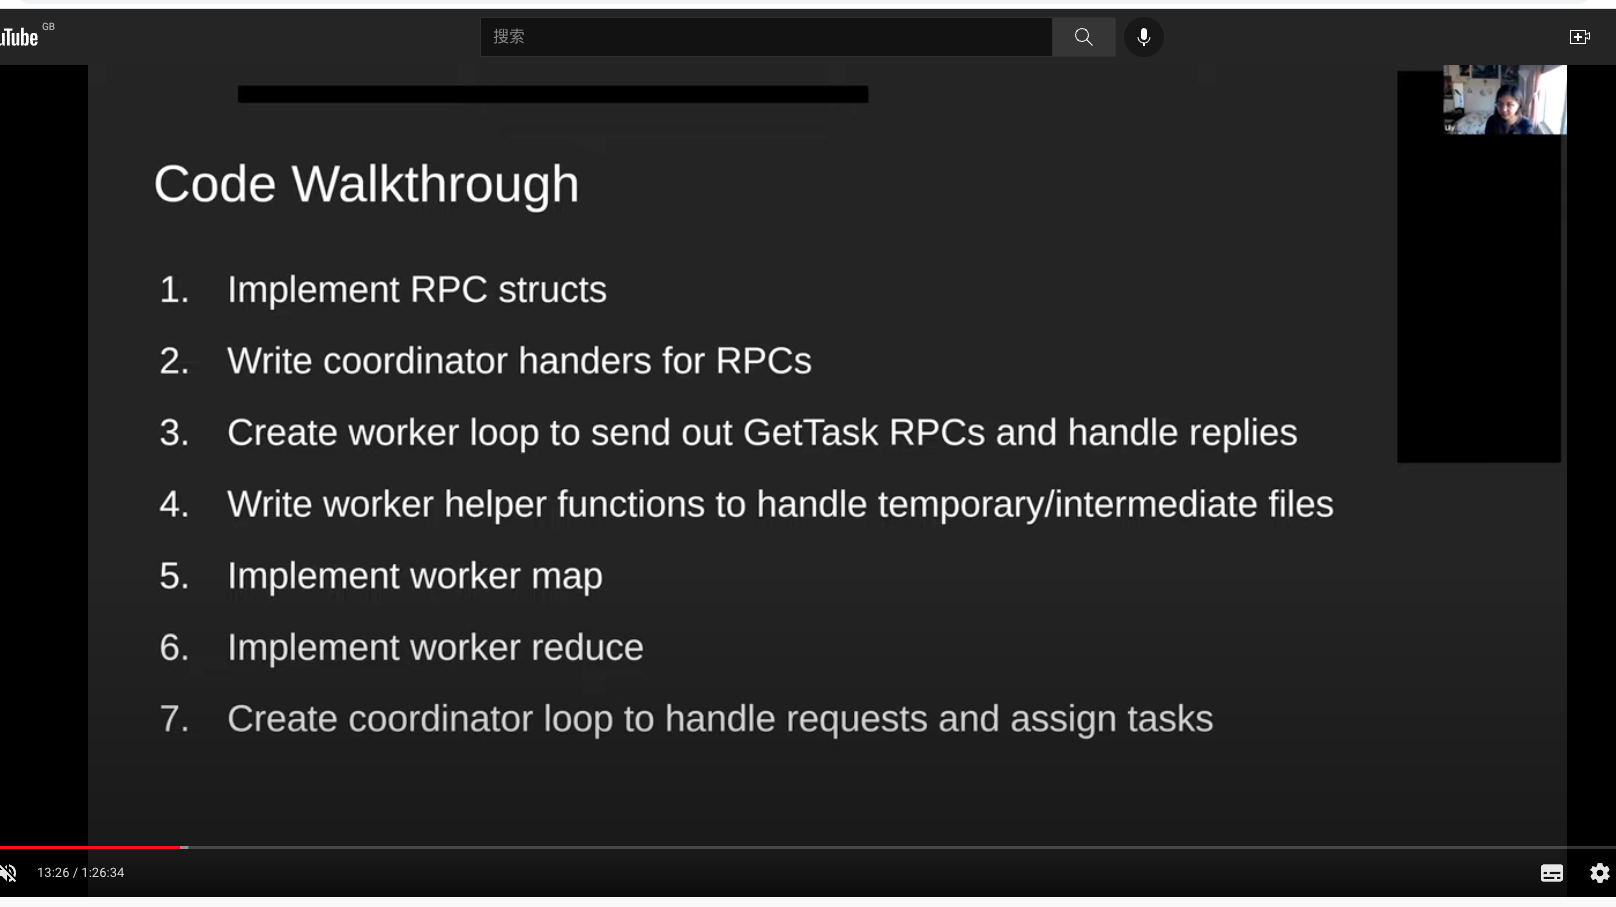 uTube GB
搜索
Lily
Code Walkthrough
1. Implement RPC structs
2. Write coordinator handers for RPCs
3. Create worker loop to send out GetTask RPCs and handle replies
4. Write worker helper functions to handle temporary/intermediate files
5. Implement worker map
6. Implement worker reduce
7. Create coordinator loop to handle requests and assign tasks
13:26 / 1:26:34